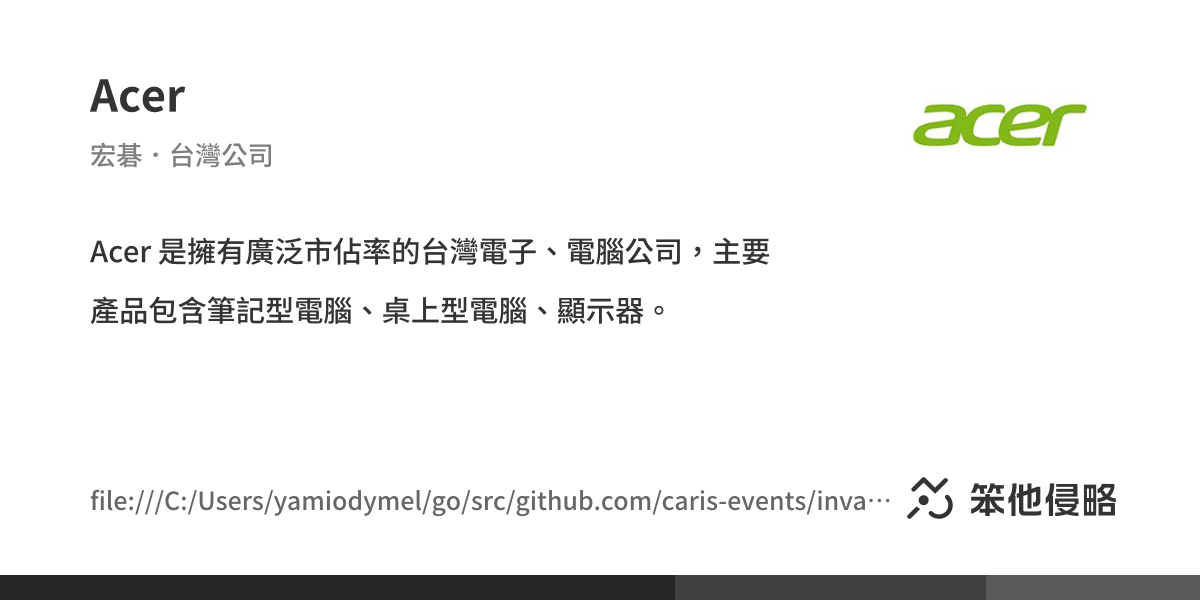 Acer
acer
宏碁・台灣公司
Acer 是擁有廣泛市佔率的台灣電子、電腦公司，主要
產品包含筆記型電腦、桌上型電腦、顯示器。
file:///C:/Users/yamiodymel/go/src/github.com/caris-events/inva…
笨他侵略